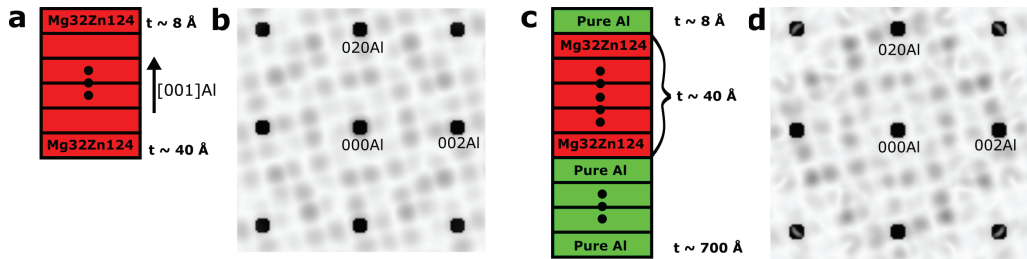 a
Mg32Zn124
t ~ 8 Å
[001]Al
Mg32Zn124
t ~ 40 Å
b
020Al
000Al
002Al
c
Pure Al
t ~ 8 Å
Mg32Zn124
t ~ 40 Å
Mg32Zn124
Pure Al
Pure Al
t ~ 700 Å
d
020Al
000Al
002Al